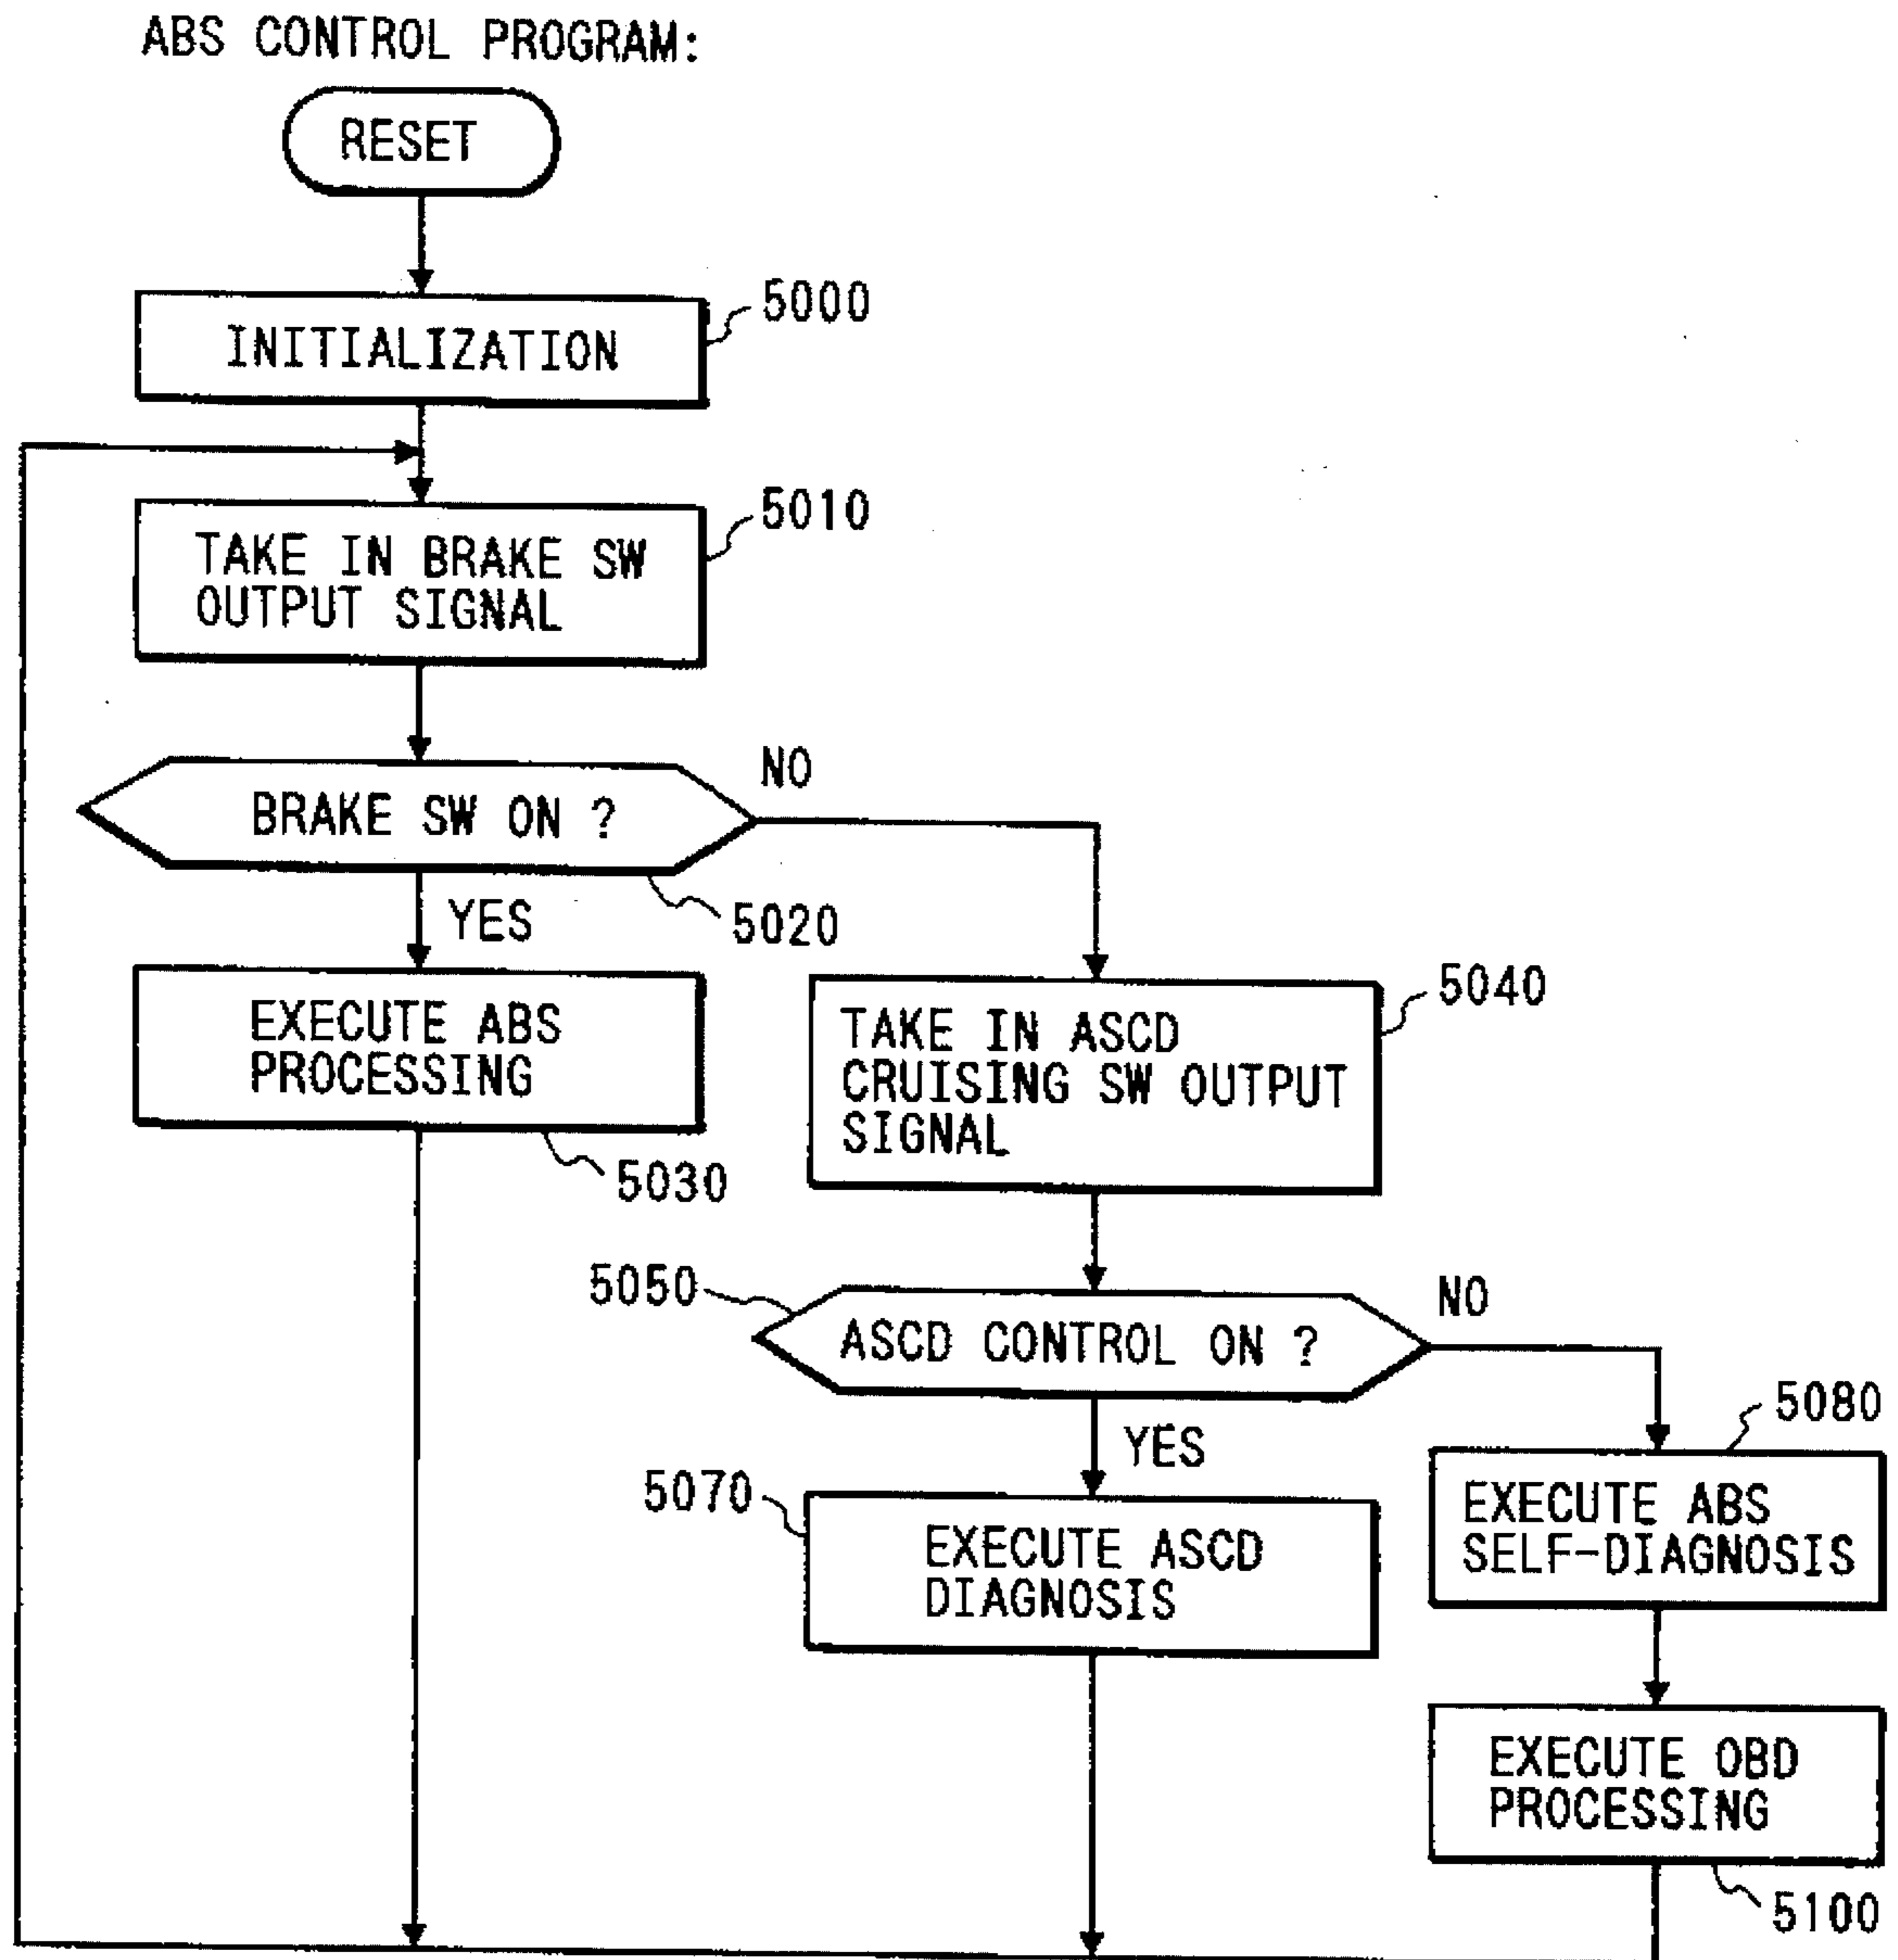 ABS CONTROL PROGRAM:
RESET
INITIALIZATION
5000
TAKE IN BRAKE SW
OUTPUT SIGNAL
5010
BRAKE SW ON ?
NO
YES
5020
EXECUTE ABS
PROCESSING
5030
TAKE IN ASCD
CRUISING SW OUTPUT
SIGNAL
5040
5050
ASCD CONTROL ON ?
NO
YES
5070
EXECUTE ASCD
DIAGNOSIS
5080
EXECUTE ABS
SELF-DIAGNOSIS
EXECUTE OBD
PROCESSING
5100